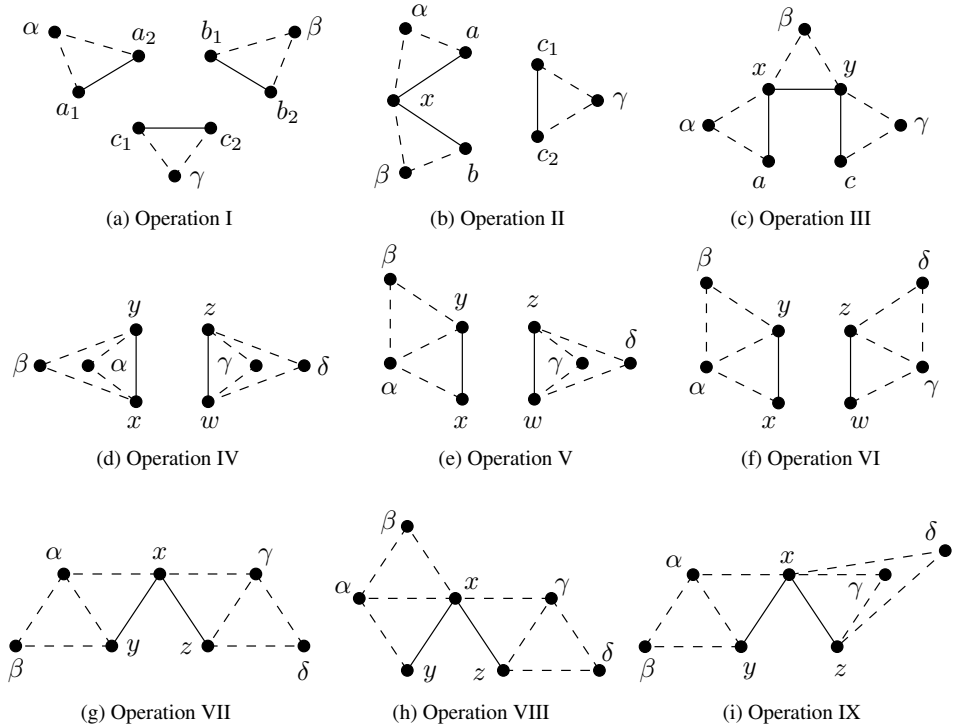 α a₂ b₁ β
a₁ b₂
c₁ c₂
γ
(a) Operation I
α a
c₁
x γ
c₂
β b
(b) Operation II
β
x y
α γ
a c
(c) Operation III
y z
β α γ δ
x w
(d) Operation IV
β
y z
γ δ
α
x w
(e) Operation V
β δ
y z
α γ
x w
(f) Operation VI
α x γ
β y z δ
(g) Operation VII
β
α x γ
y z δ
(h) Operation VIII
δ
α x
γ
β y z
(i) Operation IX